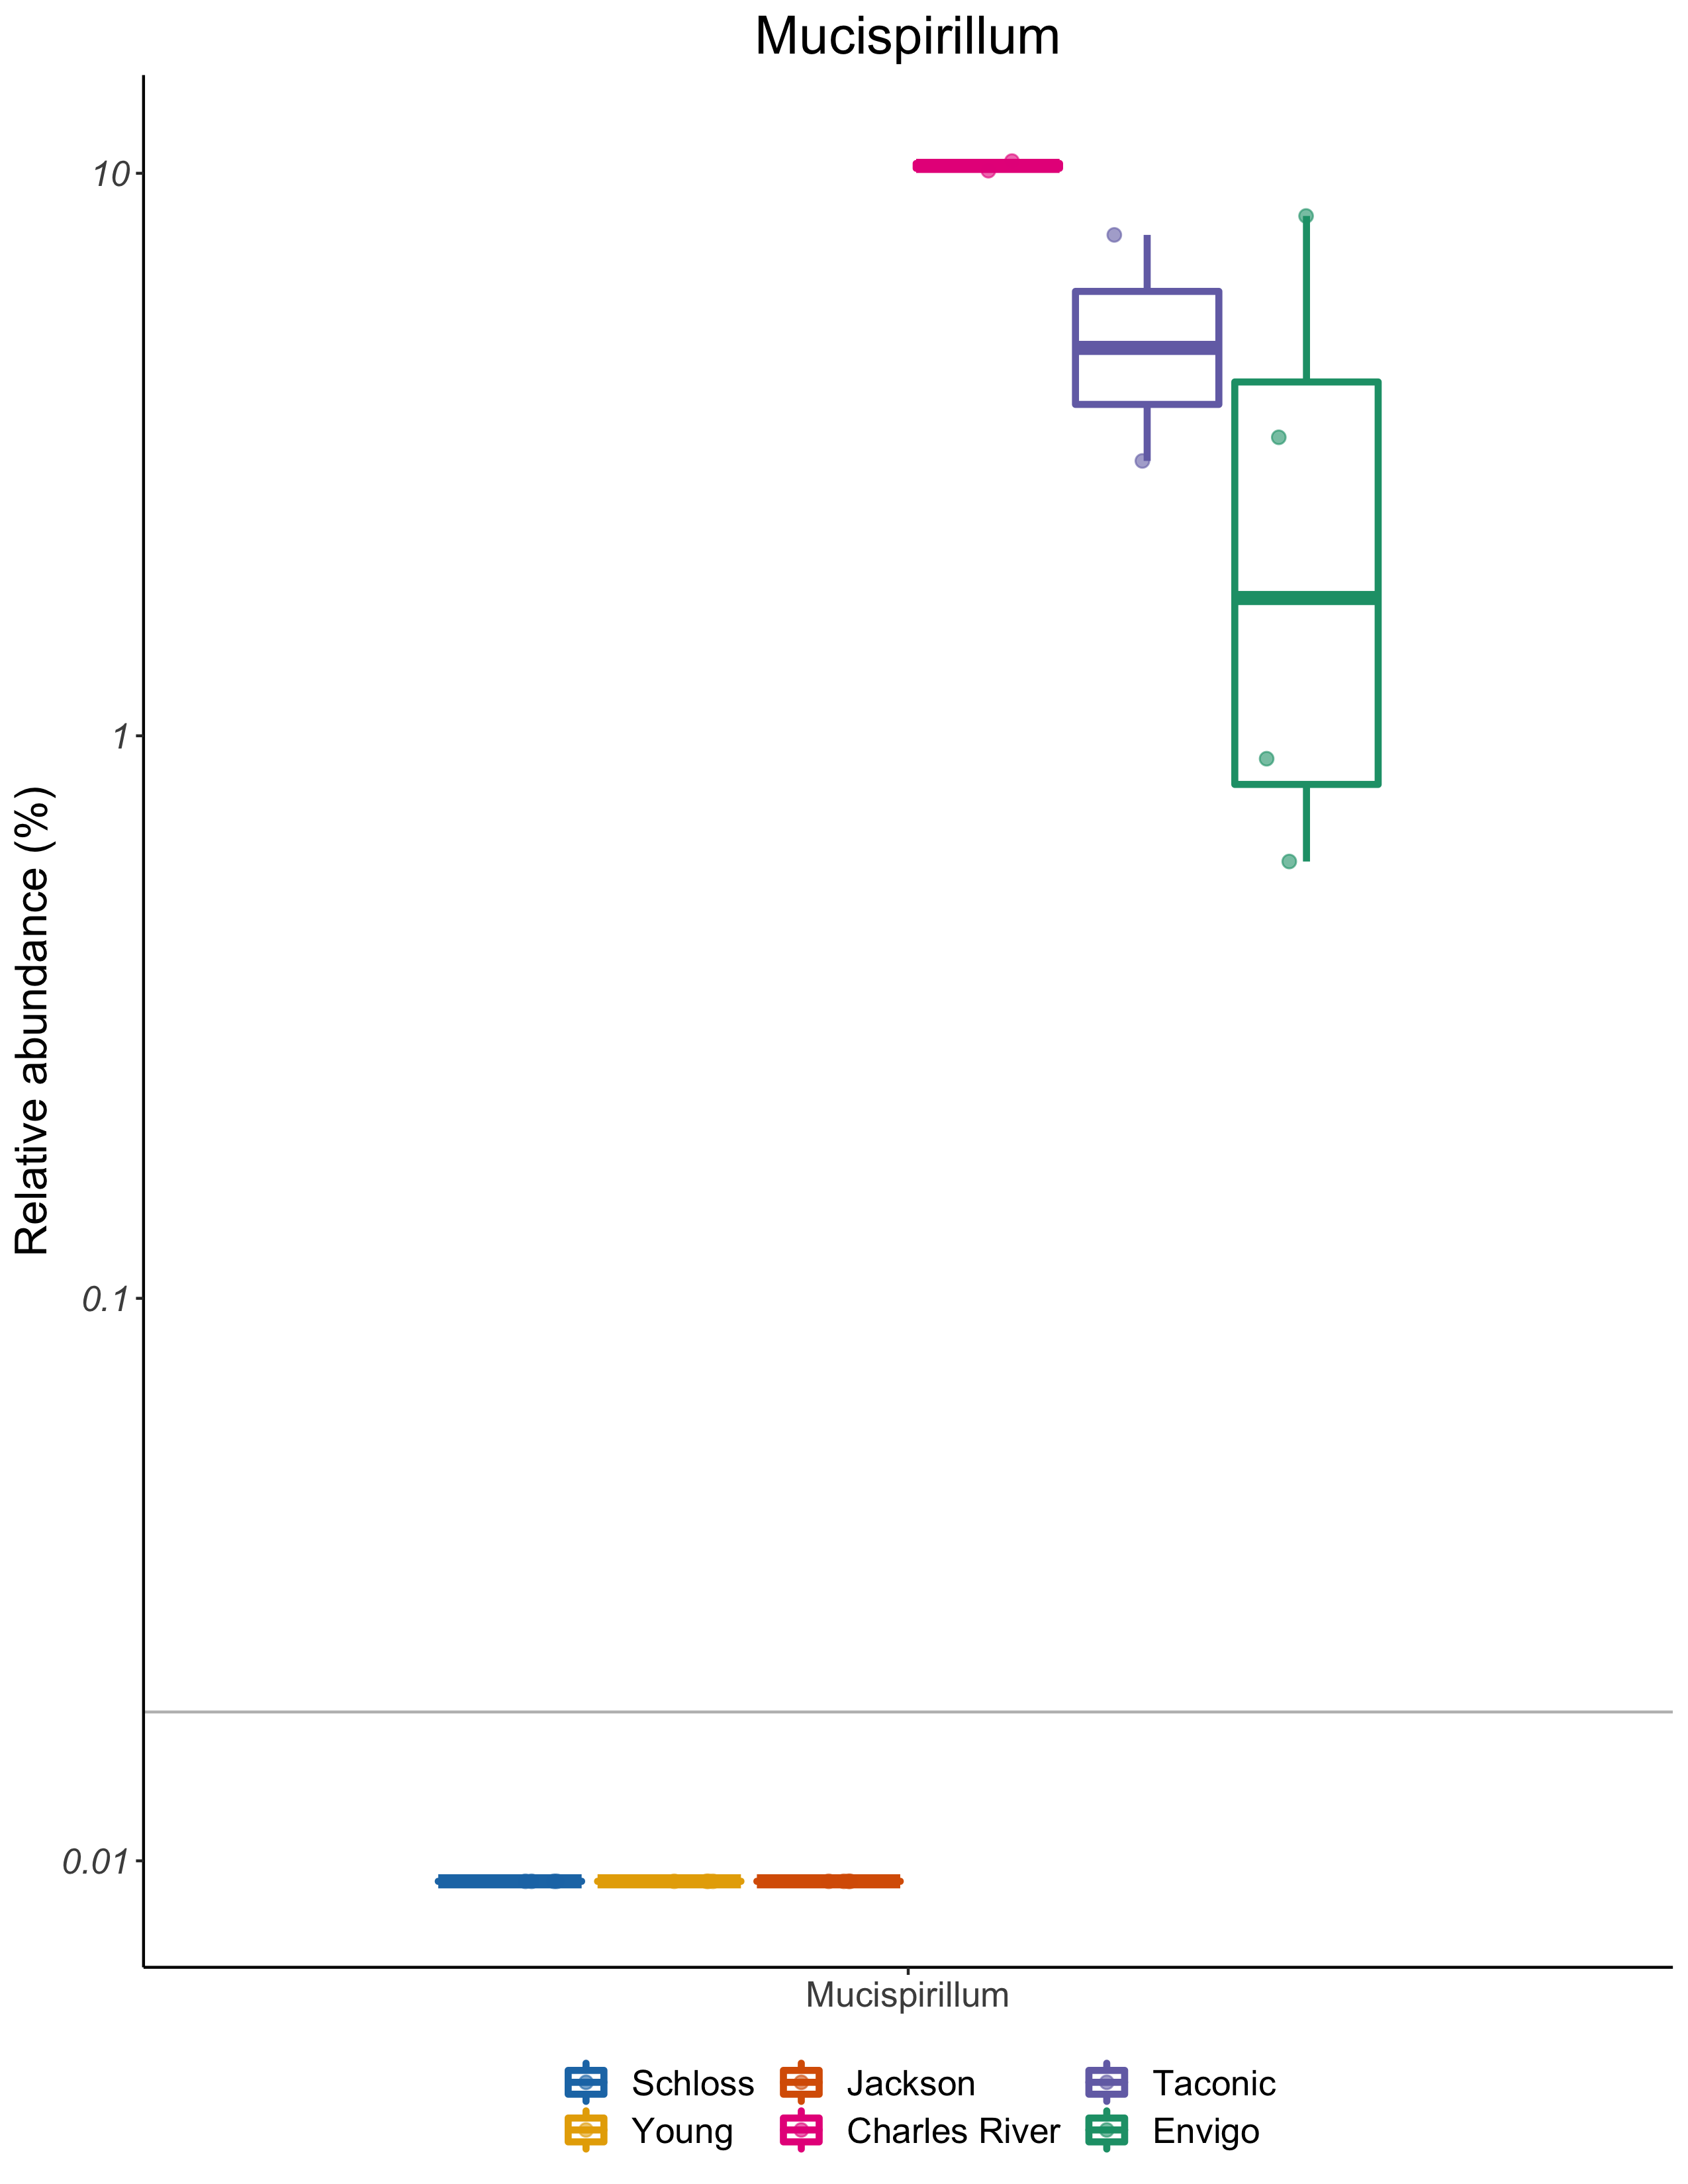 Mucispirillum
10
1
0.1
0.01
Relative abundance (%)
Mucispirillum
Schloss
Jackson
Taconic
Young
Charles River
Envigo